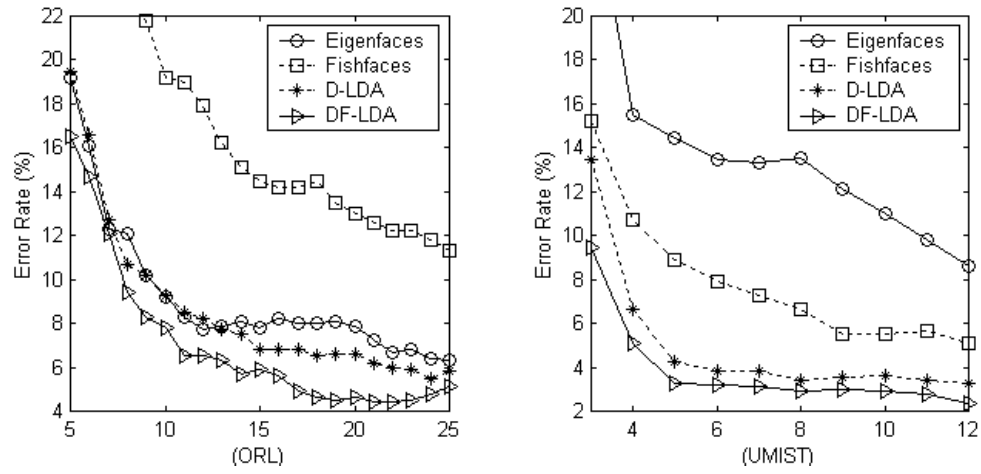 22
20
18
16
14
12
10
8
6
4
Error Rate (%)
5
10
15
20
25
(ORL)
Eigenfaces
Fishfaces
D-LDA
DF-LDA
20
18
16
14
12
10
8
6
4
2
Error Rate (%)
4
6
8
10
12
(UMIST)
Eigenfaces
Fishfaces
D-LDA
DF-LDA